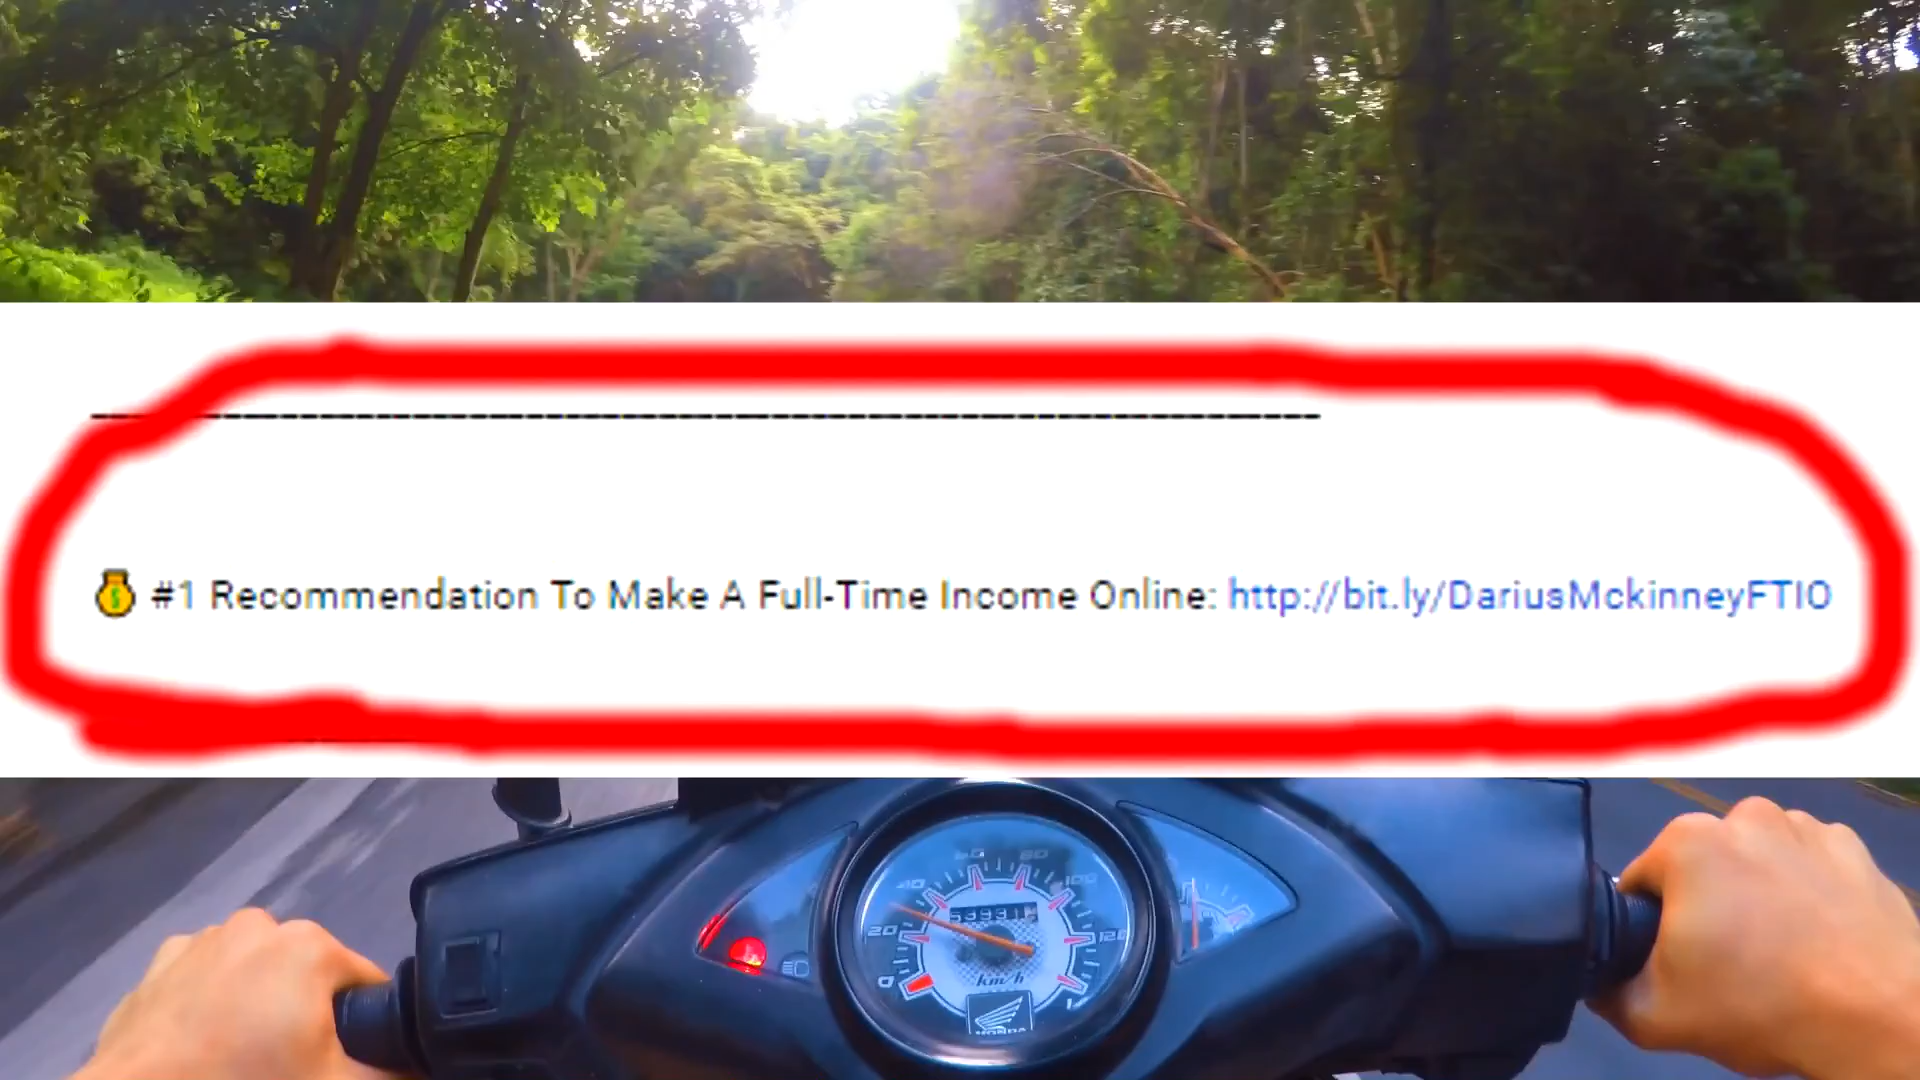 --------------------------------------------------------------------------------
💰 #1 Recommendation To Make A Full-Time Income Online: http://bit.ly/DariusMckinneyFTIO
60 80
40 100
20 120
0
km/h
HONDA